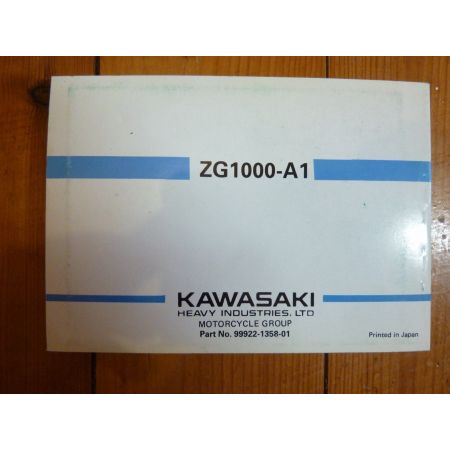 ZG1000-A1
KAWASAKI
HEAVY INDUSTRIES, LTD
MOTORCYCLE GROUP
Part No. 99922-1358-01
Printed in Japan